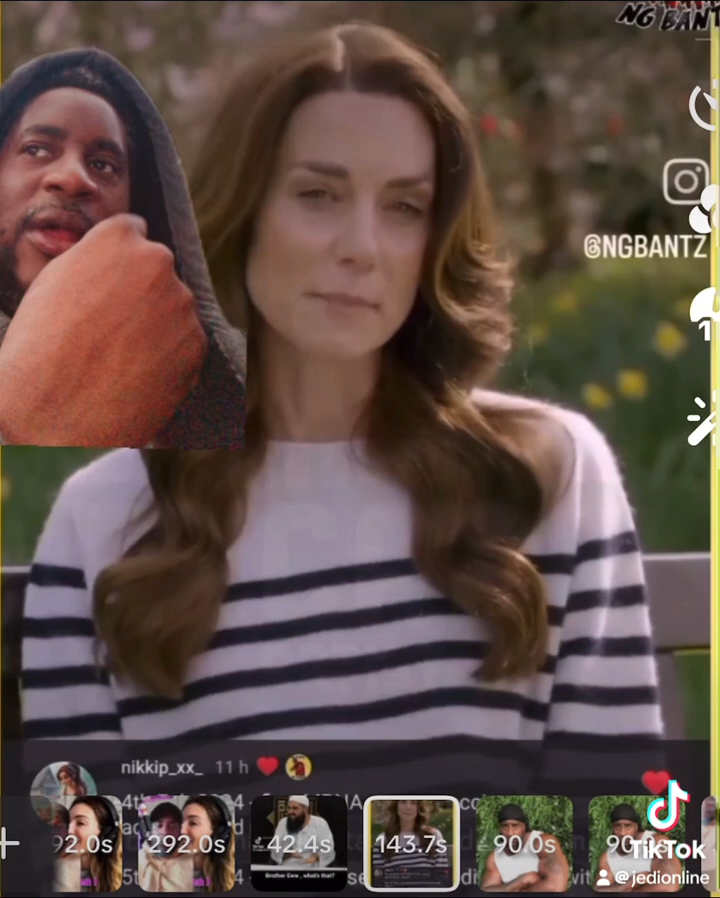 NG BANT
@NGBANTZ
nikkip_xx_ 11 h
92.0s
292.0s
42.4s
143.7s
90.0s
90
Brother Eww , what's that?
TikTok
@jedionline